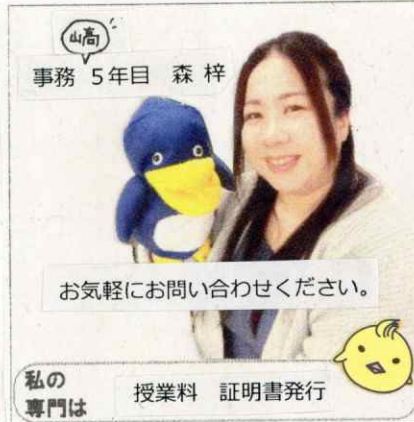 山高
事務 5年目 森 梓
お気軽にお問い合わせください。
私の
専門は
授業料 証明書発行